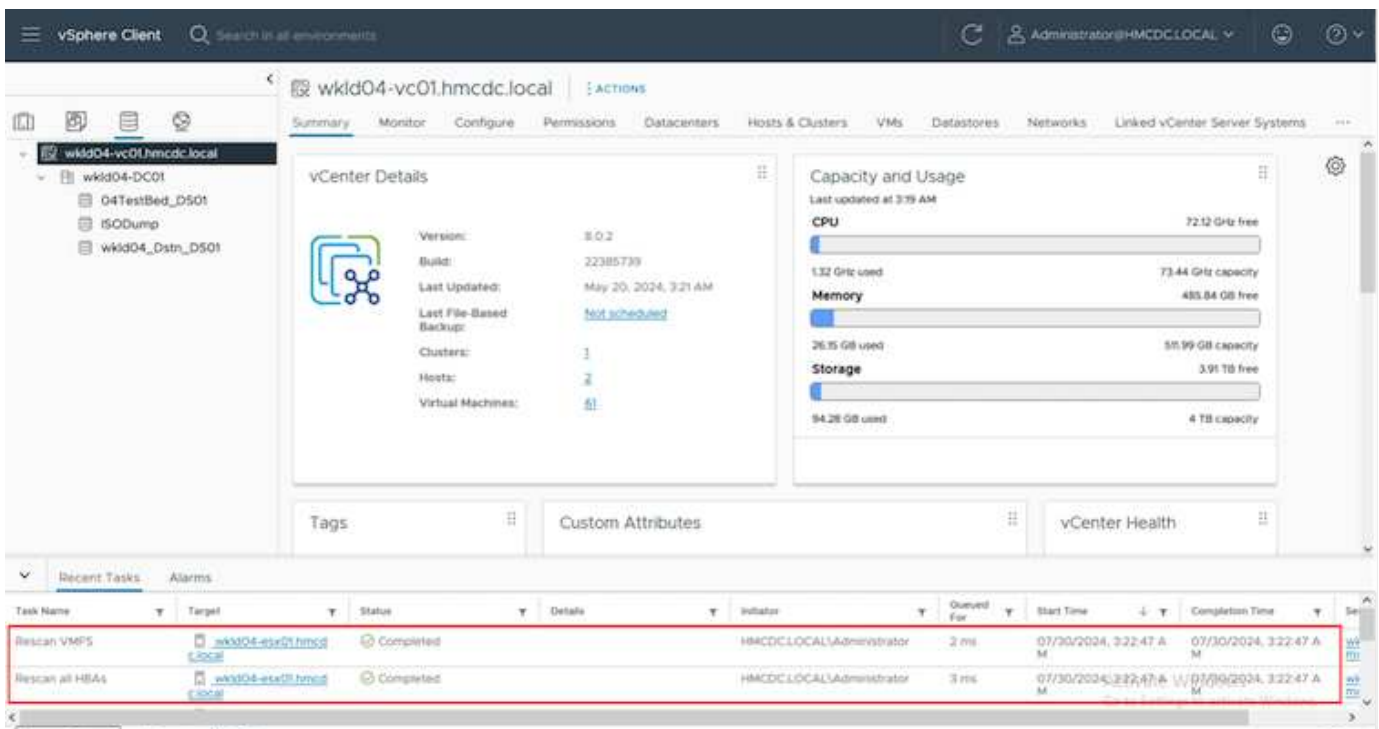 vSphere Client
Search in all environments
Administrator@HMCDC.LOCAL
wkld04-vc01.hmcdc.local
ACTIONS
Summary Monitor Configure Permissions Datacenters Hosts & Clusters VMs Datastores Networks Linked vCenter Server Systems ...
wkld04-vc01.hmcdc.local
wkld04-DC01
04TestBed_DS01
ISODump
wkld04_Dstn_DS01
vCenter Details
Version: 8.0.2
Build: 22385739
Last Updated: May 20, 2024, 3:21 AM
Last File-Based Backup: Not scheduled
Clusters: 1
Hosts: 2
Virtual Machines: 61
Capacity and Usage
Last updated at 3:19 AM
CPU 72.12 GHz free
1.32 GHz used 73.44 GHz capacity
Memory 485.84 GB free
26.15 GB used 511.99 GB capacity
Storage 3.91 TB free
94.28 GB used 4 TB capacity
Tags
Custom Attributes
vCenter Health
Recent Tasks Alarms
Task Name Target Status Details Initiator Queued For Start Time Completion Time
Rescan VMFS wkld04-esx01.hmcdc.local Completed HMCDC.LOCAL\Administrator 2 ms 07/30/2024, 3:22:47 AM 07/30/2024, 3:22:47 AM
Rescan all HBAs wkld04-esx01.hmcdc.local Completed HMCDC.LOCAL\Administrator 3 ms 07/30/2024, 3:22:47 AM 07/30/2024, 3:22:47 AM